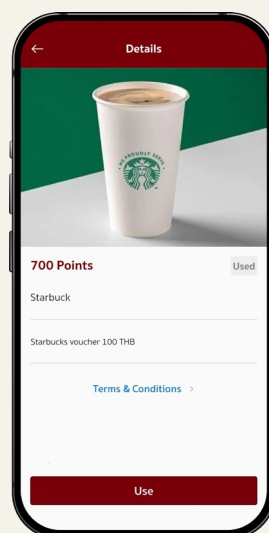 Details
WE PROUDLY SERVE
700 Points
Used
Starbuck
Starbucks voucher 100 THB
Terms & Conditions >
Use